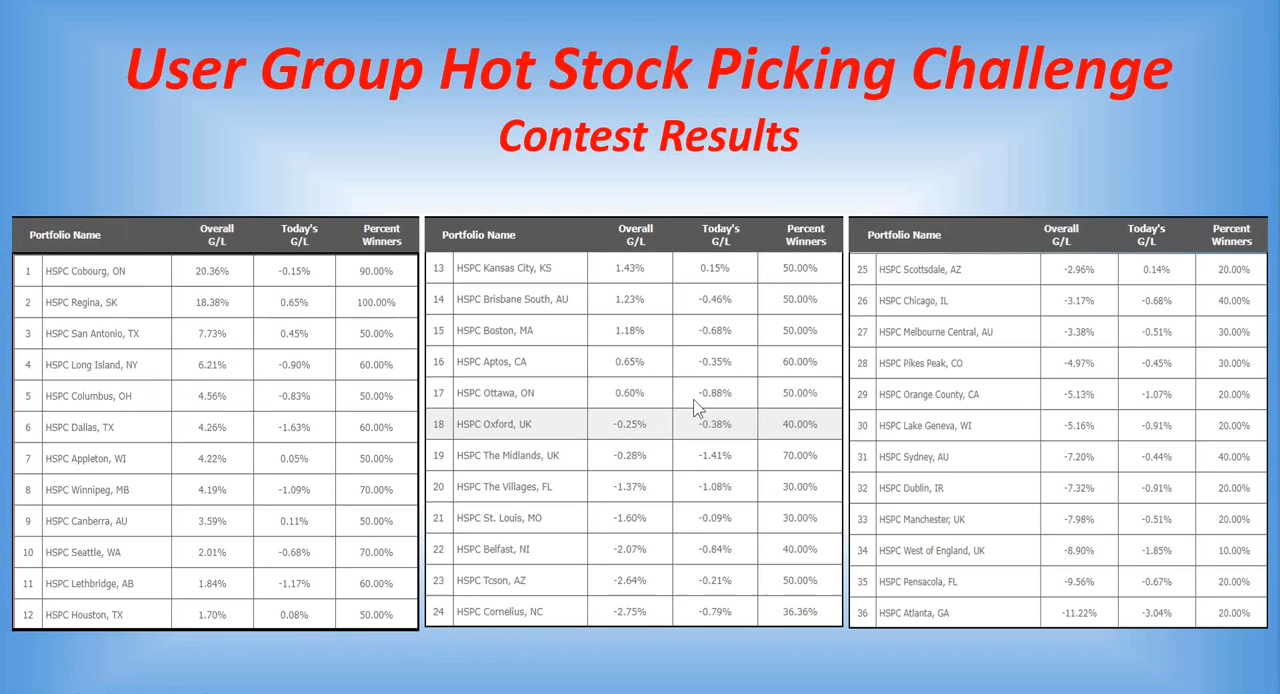 User Group Hot Stock Picking Challenge
Contest Results
Portfolio Name Overall G/L Today's G/L Percent Winners
1 HSPC Cobourg, ON 20.36% -0.15% 90.00%
2 HSPC Regina, SK 18.38% 0.65% 100.00%
3 HSPC San Antonio, TX 7.73% 0.45% 50.00%
4 HSPC Long Island, NY 6.21% -0.90% 60.00%
5 HSPC Columbus, OH 4.56% -0.83% 50.00%
6 HSPC Dallas, TX 4.26% -1.63% 60.00%
7 HSPC Appleton, WI 4.22% 0.05% 50.00%
8 HSPC Winnipeg, MB 4.19% -1.09% 70.00%
9 HSPC Canberra, AU 3.59% 0.11% 50.00%
10 HSPC Seattle, WA 2.01% -0.68% 70.00%
11 HSPC Lethbridge, AB 1.84% -1.17% 60.00%
12 HSPC Houston, TX 1.70% 0.08% 50.00%
Portfolio Name Overall G/L Today's G/L Percent Winners
13 HSPC Kansas City, KS 1.43% 0.15% 50.00%
14 HSPC Brisbane South, AU 1.23% -0.46% 50.00%
15 HSPC Boston, MA 1.18% -0.68% 50.00%
16 HSPC Aptos, CA 0.65% -0.35% 60.00%
17 HSPC Ottawa, ON 0.60% -0.88% 50.00%
18 HSPC Oxford, UK -0.25% -0.38% 40.00%
19 HSPC The Midlands, UK -0.28% -1.41% 70.00%
20 HSPC The Villages, FL -1.37% -1.08% 30.00%
21 HSPC St. Louis, MO -1.60% -0.09% 30.00%
22 HSPC Belfast, NI -2.07% -0.84% 40.00%
23 HSPC Tcson, AZ -2.64% -0.21% 50.00%
24 HSPC Cornelius, NC -2.75% -0.79% 36.36%
Portfolio Name Overall G/L Today's G/L Percent Winners
25 HSPC Scottsdale, AZ -2.96% 0.14% 20.00%
26 HSPC Chicago, IL -3.17% -0.68% 40.00%
27 HSPC Melbourne Central, AU -3.38% -0.51% 30.00%
28 HSPC Pikes Peak, CO -4.97% -0.45% 30.00%
29 HSPC Orange County, CA -5.13% -1.07% 20.00%
30 HSPC Lake Geneva, WI -5.16% -0.91% 20.00%
31 HSPC Sydney, AU -7.20% -0.44% 40.00%
32 HSPC Dublin, IR -7.32% -0.91% 20.00%
33 HSPC Manchester, UK -7.98% -0.51% 20.00%
34 HSPC West of England, UK -8.90% -1.85% 10.00%
35 HSPC Pensacola, FL -9.56% -0.67% 20.00%
36 HSPC Atlanta, GA -11.22% -3.04% 20.00%